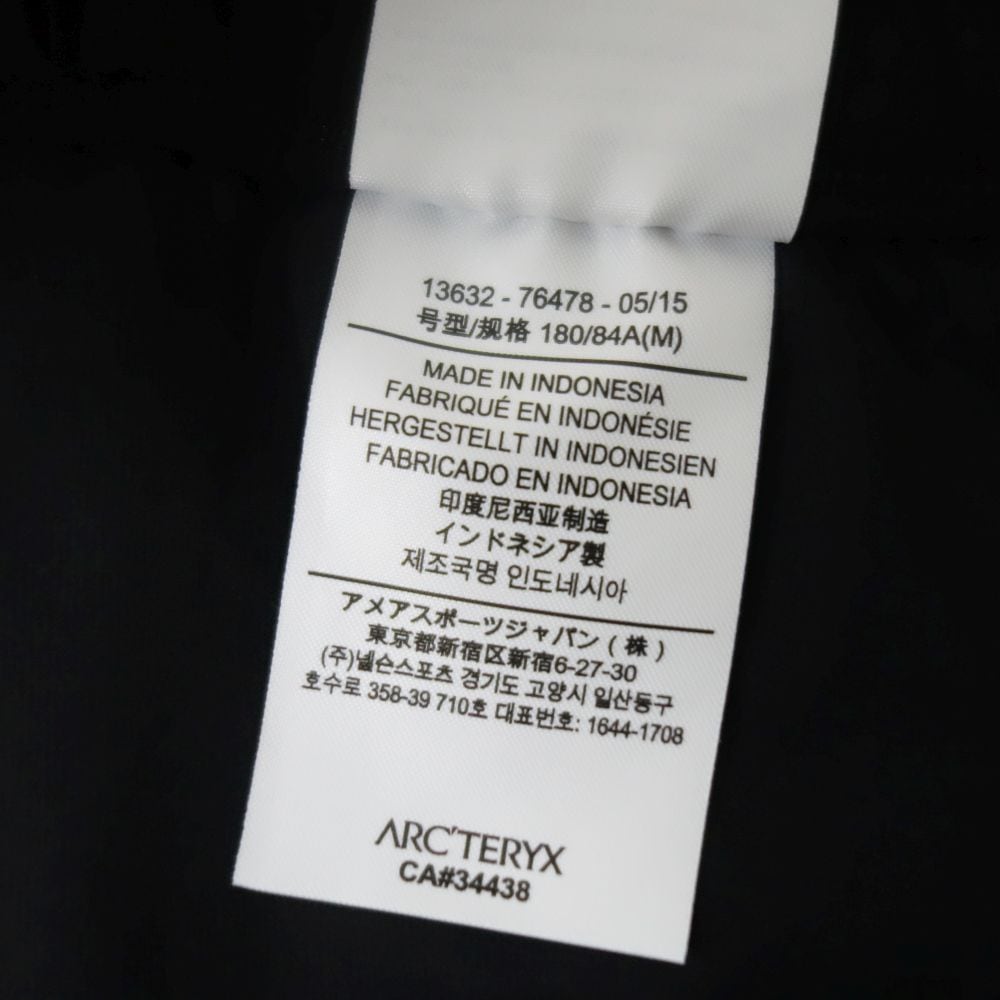 13632 - 76478 - 05/15
号型/规格 180/84A(M)
MADE IN INDONESIA
FABRIQUÉ EN INDONÉSIE
HERGESTELLT IN INDONESIEN
FABRICADO EN INDONESIA
印度尼西亚制造
インドネシア製
제조국명 인도네시아
アメアスポーツジャパン(株)
東京都新宿区新宿6-27-30
(주)넬슨스포츠 경기도 고양시 일산동구
호수로 358-39 710호 대표번호: 1644-1708
ARC'TERYX
CA#34438